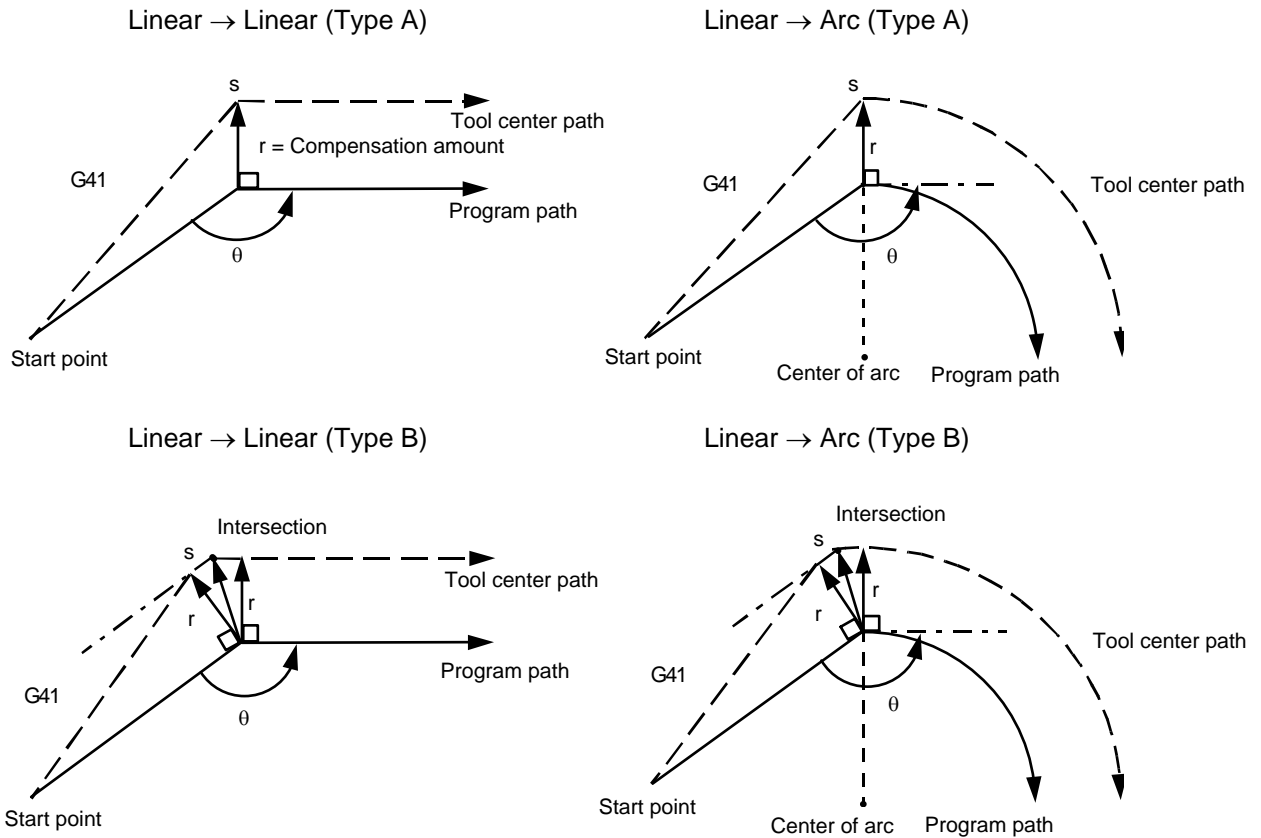 Linear → Linear (Type A)
s
Tool center path
r = Compensation amount
G41
Program path
θ
Start point
Linear → Arc (Type A)
s
r
G41
Tool center path
θ
Start point
Center of arc
Program path
Linear → Linear (Type B)
Intersection
s
Tool center path
r
r
Program path
G41
θ
Start point
Linear → Arc (Type B)
Intersection
s
r
r
Tool center path
G41
θ
Start point
Center of arc
Program path